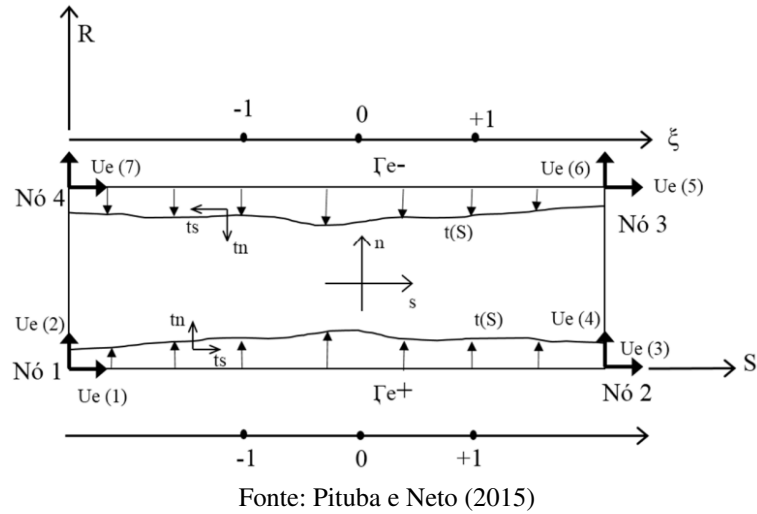 R
-1 0 +1
ξ
Ue (7) Γe- Ue (6) Ue (5)
Nó 4 Nó 3
ts tn t(S)
n
s
Ue (2) tn t(S) Ue (4)
ts Ue (3)
Nó 1 S
Ue (1) Γe+ Nó 2
-1 0 +1
Fonte: Pituba e Neto (2015)